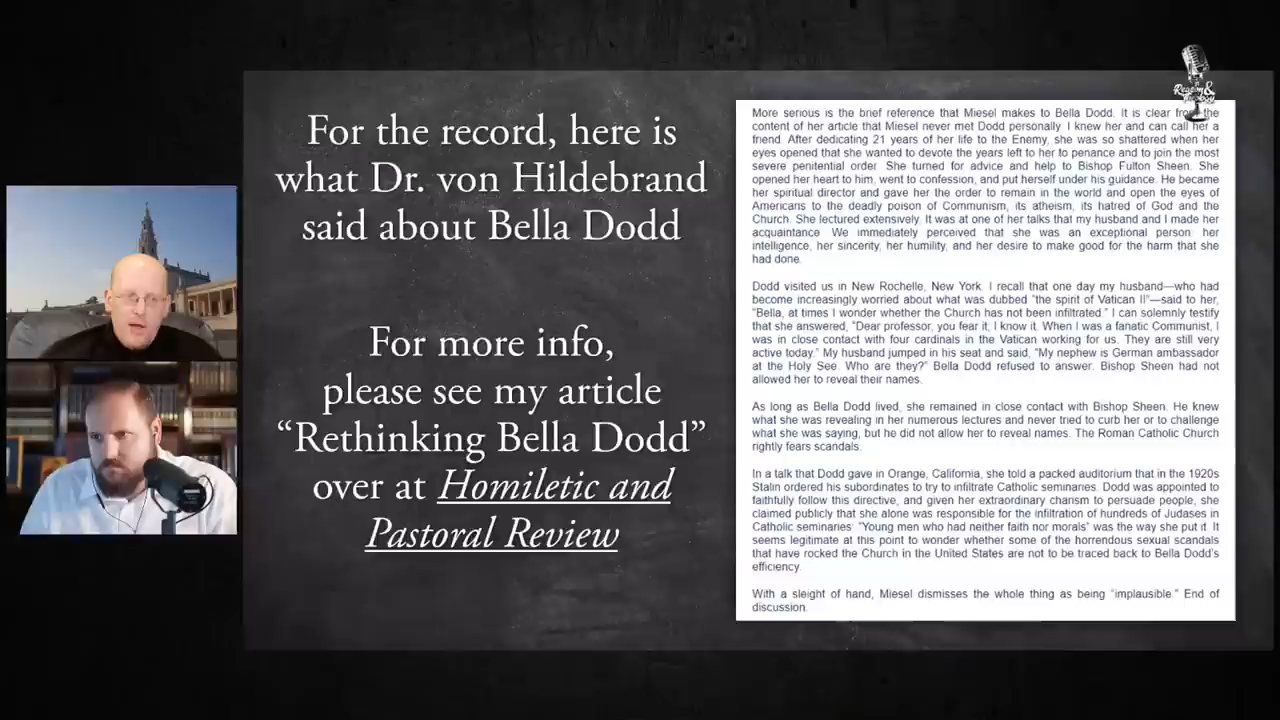 For the record, here is
what Dr. von Hildebrand
said about Bella Dodd
For more info,
please see my article
“Rethinking Bella Dodd”
over at Homiletic and
Pastoral Review
Reason &
Theology
More serious is the brief reference that Miesel makes to Bella Dodd. It is clear from the
content of her article that Miesel never met Dodd personally. I knew her and can call her a
friend. After dedicating 21 years of her life to the Enemy, she was so shattered when her
eyes opened that she wanted to devote the years left to her to penance and to join the most
severe penitential order. She turned for advice and help to Bishop Fulton Sheen. She
opened her heart to him, went to confession, and put herself under his guidance. He became
her spiritual director and gave her the order to remain in the world and open the eyes of
Americans to the deadly poison of Communism, its atheism, its hatred of God and the
Church. She lectured extensively. It was at one of her talks that my husband and I made her
acquaintance. We immediately perceived that she was an exceptional person: her
intelligence, her sincerity, her humility, and her desire to make good for the harm that she
had done.
Dodd visited us in New Rochelle, New York. I recall that one day my husband—who had
become increasingly worried about what was dubbed "the spirit of Vatican II"—said to her,
"Bella, at times I wonder whether the Church has not been infiltrated." I can solemnly testify
that she answered, "Dear professor, you fear it; I know it. When I was a fanatic Communist, I
was in close contact with four cardinals in the Vatican working for us. They are still very
active today." My husband jumped in his seat and said, "My nephew is German ambassador
at the Holy See. Who are they?" Bella Dodd refused to answer. Bishop Sheen had not
allowed her to reveal their names.
As long as Bella Dodd lived, she remained in close contact with Bishop Sheen. He knew
what she was revealing in her numerous lectures and never tried to curb her or to challenge
what she was saying, but he did not allow her to reveal names. The Roman Catholic Church
rightly fears scandals.
In a talk that Dodd gave in Orange, California, she told a packed auditorium that in the 1920s
Stalin ordered his subordinates to try to infiltrate Catholic seminaries. Dodd was appointed to
faithfully follow this directive, and given her extraordinary charism to persuade people, she
claimed publicly that she alone was responsible for the infiltration of hundreds of Judases in
Catholic seminaries: "Young men who had neither faith nor morals" was the way she put it. It
seems legitimate at this point to wonder whether some of the horrendous sexual scandals
that have rocked the Church in the United States are not to be traced back to Bella Dodd's
efficiency.
With a sleight of hand, Miesel dismisses the whole thing as being "implausible." End of
discussion.